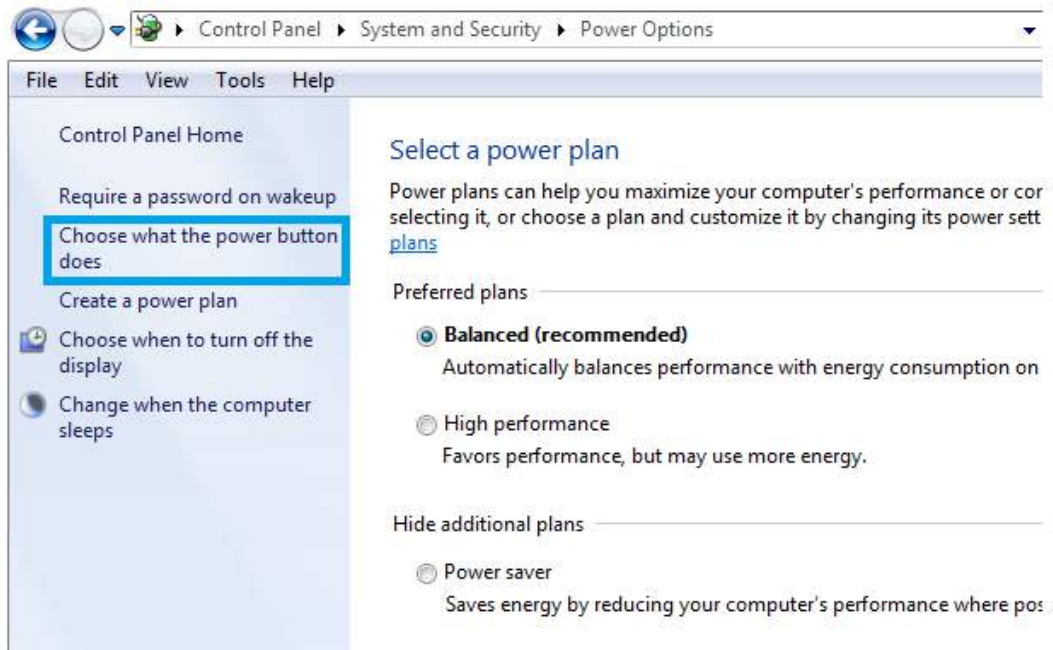 Control Panel System and Security Power Options
File Edit View Tools Help
Control Panel Home
Require a password on wakeup
Choose what the power button
does
Create a power plan
Choose when to turn off the
display
Change when the computer
sleeps
Select a power plan
Power plans can help you maximize your computer's performance or cor
selecting it, or choose a plan and customize it by changing its power sett
plans
Preferred plans
Balanced (recommended)
Automatically balances performance with energy consumption on
High performance
Favors performance, but may use more energy.
Hide additional plans
Power saver
Saves energy by reducing your computer's performance where pos